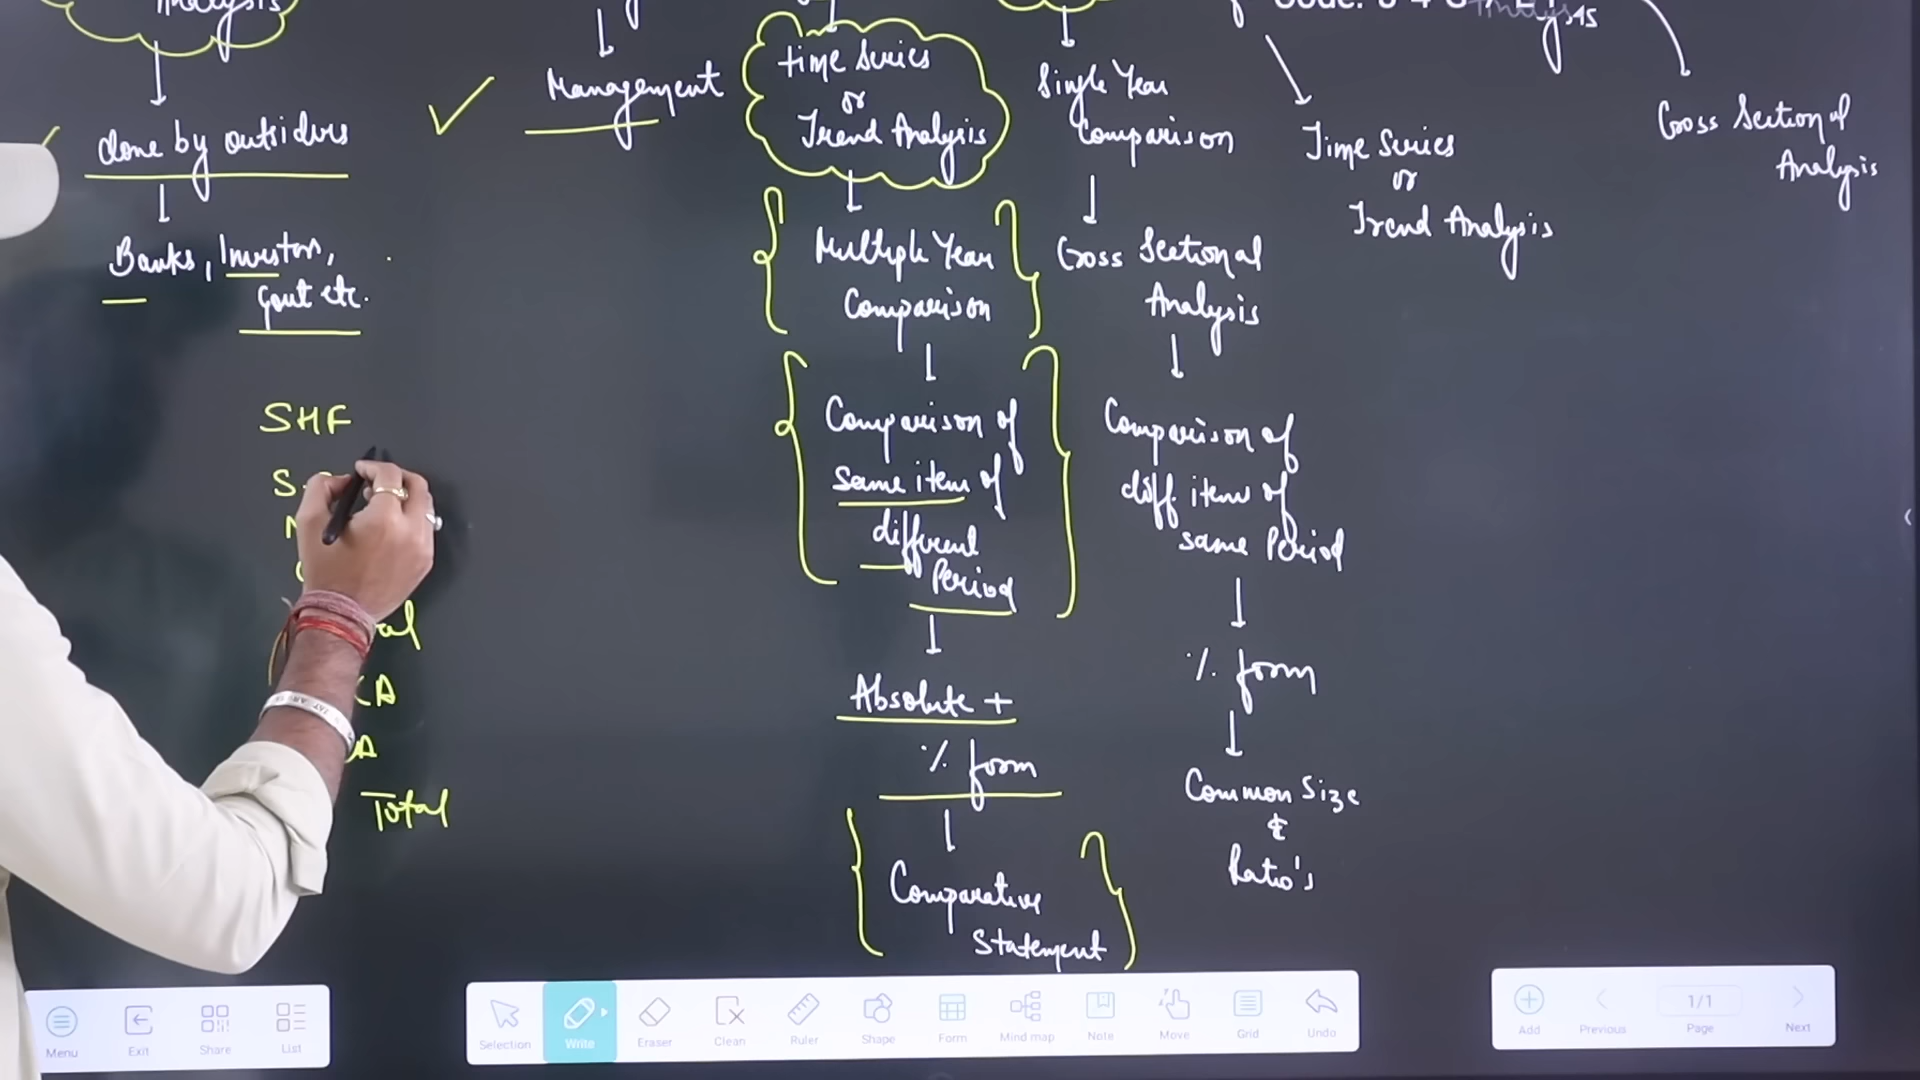 Analysis
Code:
Analysis
done by outsiders
Banks, Investors,
Govt etc.
SHF
Total
Management
Time Series
or
Trend Analysis
Multiple Year
Comparison
Comparison of
same item of
different
Period
Absolute +
% form
Comparative
Statement
Single Year
Comparison
Cross Sectional
Analysis
Comparison of
diff. item of
same Period
% form
Common Size
&
Ratio's
Time Series
or
Trend Analysis
Cross Sectional
Analysis
Menu
Exit
Share
List
Selection
Write
Eraser
Clean
Ruler
Shape
Form
Mind map
Note
Move
Grid
Undo
Add
Previous
1/1
Page
Next